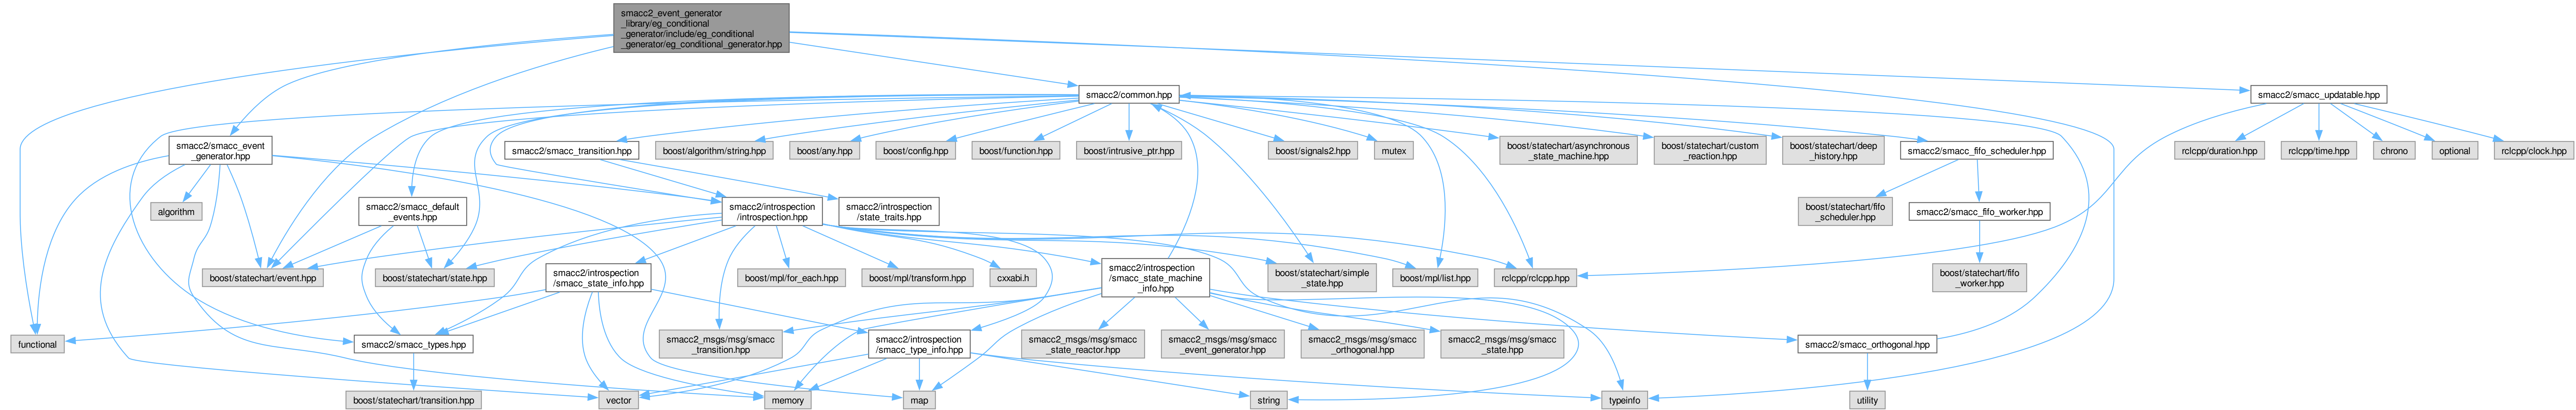 smacc2_event_generator
_library/eg_conditional
_generator/include/eg_conditional
_generator/eg_conditional_generator.hpp
smacc2/common.hpp
smacc2/smacc_updatable.hpp
smacc2/smacc_event
_generator.hpp
smacc2/smacc_transition.hpp
boost/algorithm/string.hpp
boost/any.hpp
boost/config.hpp
boost/function.hpp
boost/intrusive_ptr.hpp
boost/signals2.hpp
mutex
boost/statechart/asynchronous
_state_machine.hpp
boost/statechart/custom
_reaction.hpp
boost/statechart/deep
_history.hpp
smacc2/smacc_fifo_scheduler.hpp
rclcpp/duration.hpp
rclcpp/time.hpp
chrono
optional
rclcpp/clock.hpp
algorithm
smacc2/smacc_default
_events.hpp
smacc2/introspection
/introspection.hpp
smacc2/introspection
/state_traits.hpp
boost/statechart/fifo
_scheduler.hpp
smacc2/smacc_fifo_worker.hpp
boost/statechart/event.hpp
boost/statechart/state.hpp
smacc2/introspection
/smacc_state_info.hpp
boost/mpl/for_each.hpp
boost/mpl/transform.hpp
cxxabi.h
smacc2/introspection
/smacc_state_machine
_info.hpp
boost/statechart/simple
_state.hpp
boost/mpl/list.hpp
rclcpp/rclcpp.hpp
boost/statechart/fifo
_worker.hpp
functional
smacc2/smacc_types.hpp
smacc2_msgs/msg/smacc
_transition.hpp
smacc2/introspection
/smacc_type_info.hpp
smacc2_msgs/msg/smacc
_state_reactor.hpp
smacc2_msgs/msg/smacc
_event_generator.hpp
smacc2_msgs/msg/smacc
_orthogonal.hpp
smacc2_msgs/msg/smacc
_state.hpp
smacc2/smacc_orthogonal.hpp
boost/statechart/transition.hpp
vector
memory
map
string
typeinfo
utility